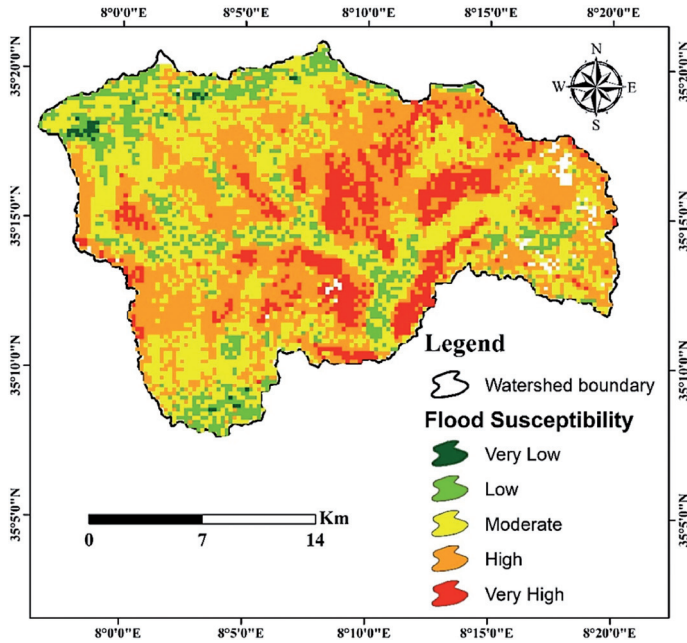 8°0'0"N 8°5'0"N 8°10'0"N 8°15'0"N 8°20'0"N
35°20'0"N 35°20'0"N
N
W E
S
35°15'0"N 35°15'0"N
35°10'0"N 35°10'0"N
Legend
Watershed boundary
Flood Susceptibility
Very Low
Low
Moderate
High
Very High
35°5'0"N 35°5'0"N
Km
0 7 14
8°0'0"N 8°5'0"N 8°10'0"N 8°15'0"N 8°20'0"N